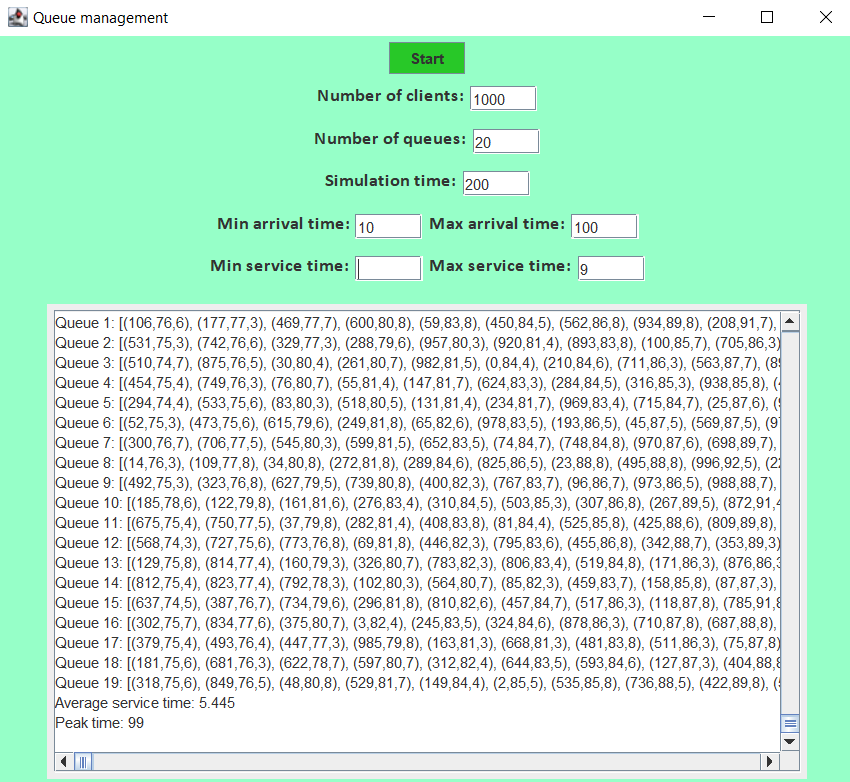 Queue management
Start
Number of clients: 1000
Number of queues: 20
Simulation time: 200
Min arrival time: 10 Max arrival time: 100
Min service time: Max service time: 9
Queue 1: [(106,76,6), (177,77,3), (469,77,7), (600,80,8), (59,83,8), (450,84,5), (562,86,8), (934,89,8), (208,91,7),
Queue 2: [(531,75,3), (742,76,6), (329,77,3), (288,79,6), (957,80,3), (920,81,4), (893,83,8), (100,85,7), (705,86,3)
Queue 3: [(510,74,7), (875,76,5), (30,80,4), (261,80,7), (982,81,5), (0,84,4), (210,84,6), (711,86,3), (563,87,7),
Queue 4: [(454,75,4), (749,76,3), (76,80,7), (55,81,4), (147,81,7), (624,83,3), (284,84,5), (316,85,3), (938,85,8),
Queue 5: [(294,74,4), (533,75,6), (83,80,3), (518,80,5), (131,81,4), (234,81,7), (969,83,4), (715,84,7), (25,87,6),
Queue 6: [(52,75,3), (473,75,6), (615,79,6), (249,81,8), (65,82,6), (978,83,5), (193,86,5), (45,87,5), (569,87,5),
Queue 7: [(300,76,7), (706,77,5), (545,80,3), (599,81,5), (652,83,5), (74,84,7), (748,84,8), (970,87,6), (698,89,7),
Queue 8: [(14,76,3), (109,77,8), (34,80,8), (272,81,8), (289,84,6), (825,86,5), (23,88,8), (495,88,8), (996,92,5),
Queue 9: [(492,75,3), (323,76,8), (627,79,5), (739,80,8), (400,82,3), (767,83,7), (96,86,7), (973,86,5), (988,88,7),
Queue 10: [(185,78,6), (122,79,8), (161,81,6), (276,83,4), (310,84,5), (503,85,3), (307,86,8), (267,89,5), (872,91,
Queue 11: [(675,75,4), (750,77,5), (37,79,8), (282,81,4), (408,83,8), (81,84,4), (525,85,8), (425,88,6), (809,89,8),
Queue 12: [(568,74,3), (727,75,6), (773,76,8), (69,81,8), (446,82,3), (795,83,6), (455,86,8), (342,88,7), (353,89,3)
Queue 13: [(129,75,8), (814,77,4), (160,79,3), (326,80,7), (783,82,3), (806,83,4), (519,84,8), (171,86,3), (876,86,
Queue 14: [(812,75,4), (823,77,4), (792,78,3), (102,80,3), (564,80,7), (85,82,3), (459,83,7), (158,85,8), (87,87,3),
Queue 15: [(637,74,5), (387,76,7), (734,79,6), (296,81,8), (810,82,6), (457,84,7), (517,86,3), (118,87,8), (785,91,
Queue 16: [(302,75,7), (834,77,6), (375,80,7), (3,82,4), (245,83,5), (324,84,6), (878,86,3), (710,87,8), (687,88,8),
Queue 17: [(379,75,4), (493,76,4), (447,77,3), (985,79,8), (163,81,3), (668,81,3), (481,83,8), (511,86,3), (75,87,8)
Queue 18: [(181,75,6), (681,76,3), (622,78,7), (597,80,7), (312,82,4), (644,83,5), (593,84,6), (127,87,3), (404,88,
Queue 19: [(318,75,6), (849,76,5), (48,80,8), (529,81,7), (149,84,4), (2,85,5), (535,85,8), (736,88,5), (422,89,8),
Average service time: 5.445
Peak time: 99